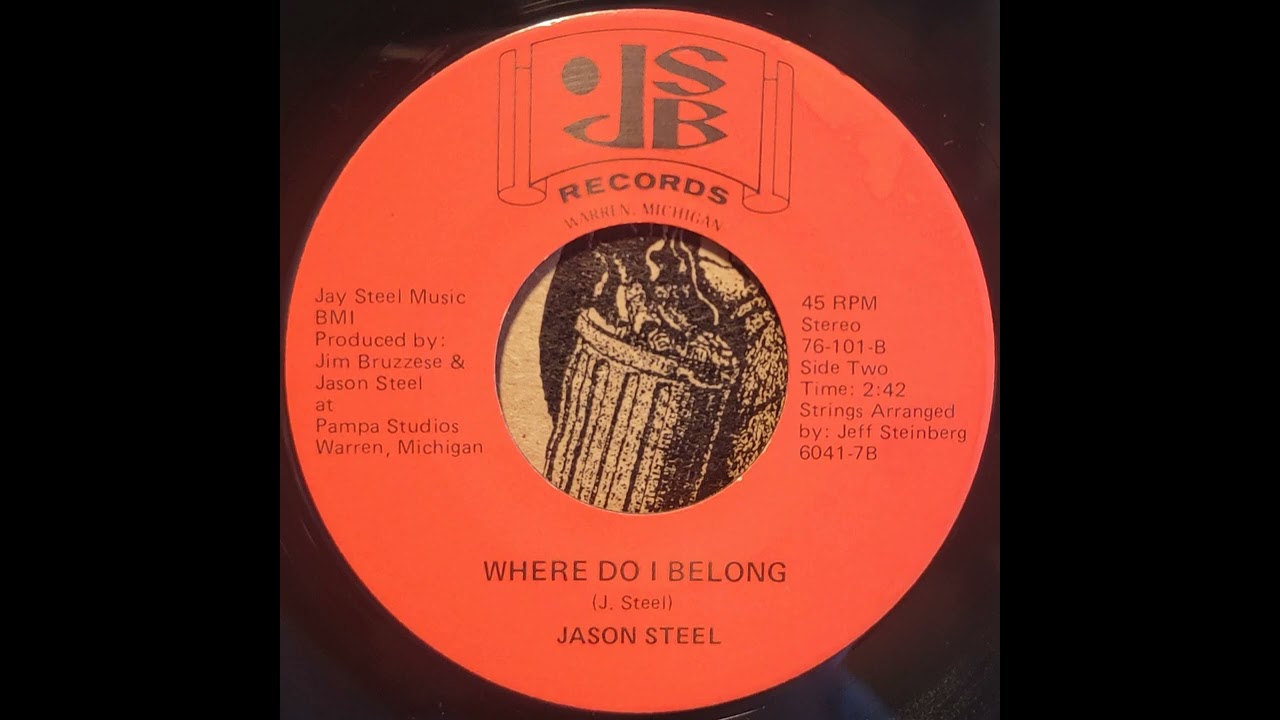 JSB
RECORDS
WARREN, MICHIGAN
Jay Steel Music
BMI
Produced by:
Jim Bruzzese &
Jason Steel
at
Pampa Studios
Warren, Michigan
45 RPM
Stereo
76-101-B
Side Two
Time: 2:42
Strings Arranged
by: Jeff Steinberg
6041-7B
WHERE DO I BELONG
(J. Steel)
JASON STEEL